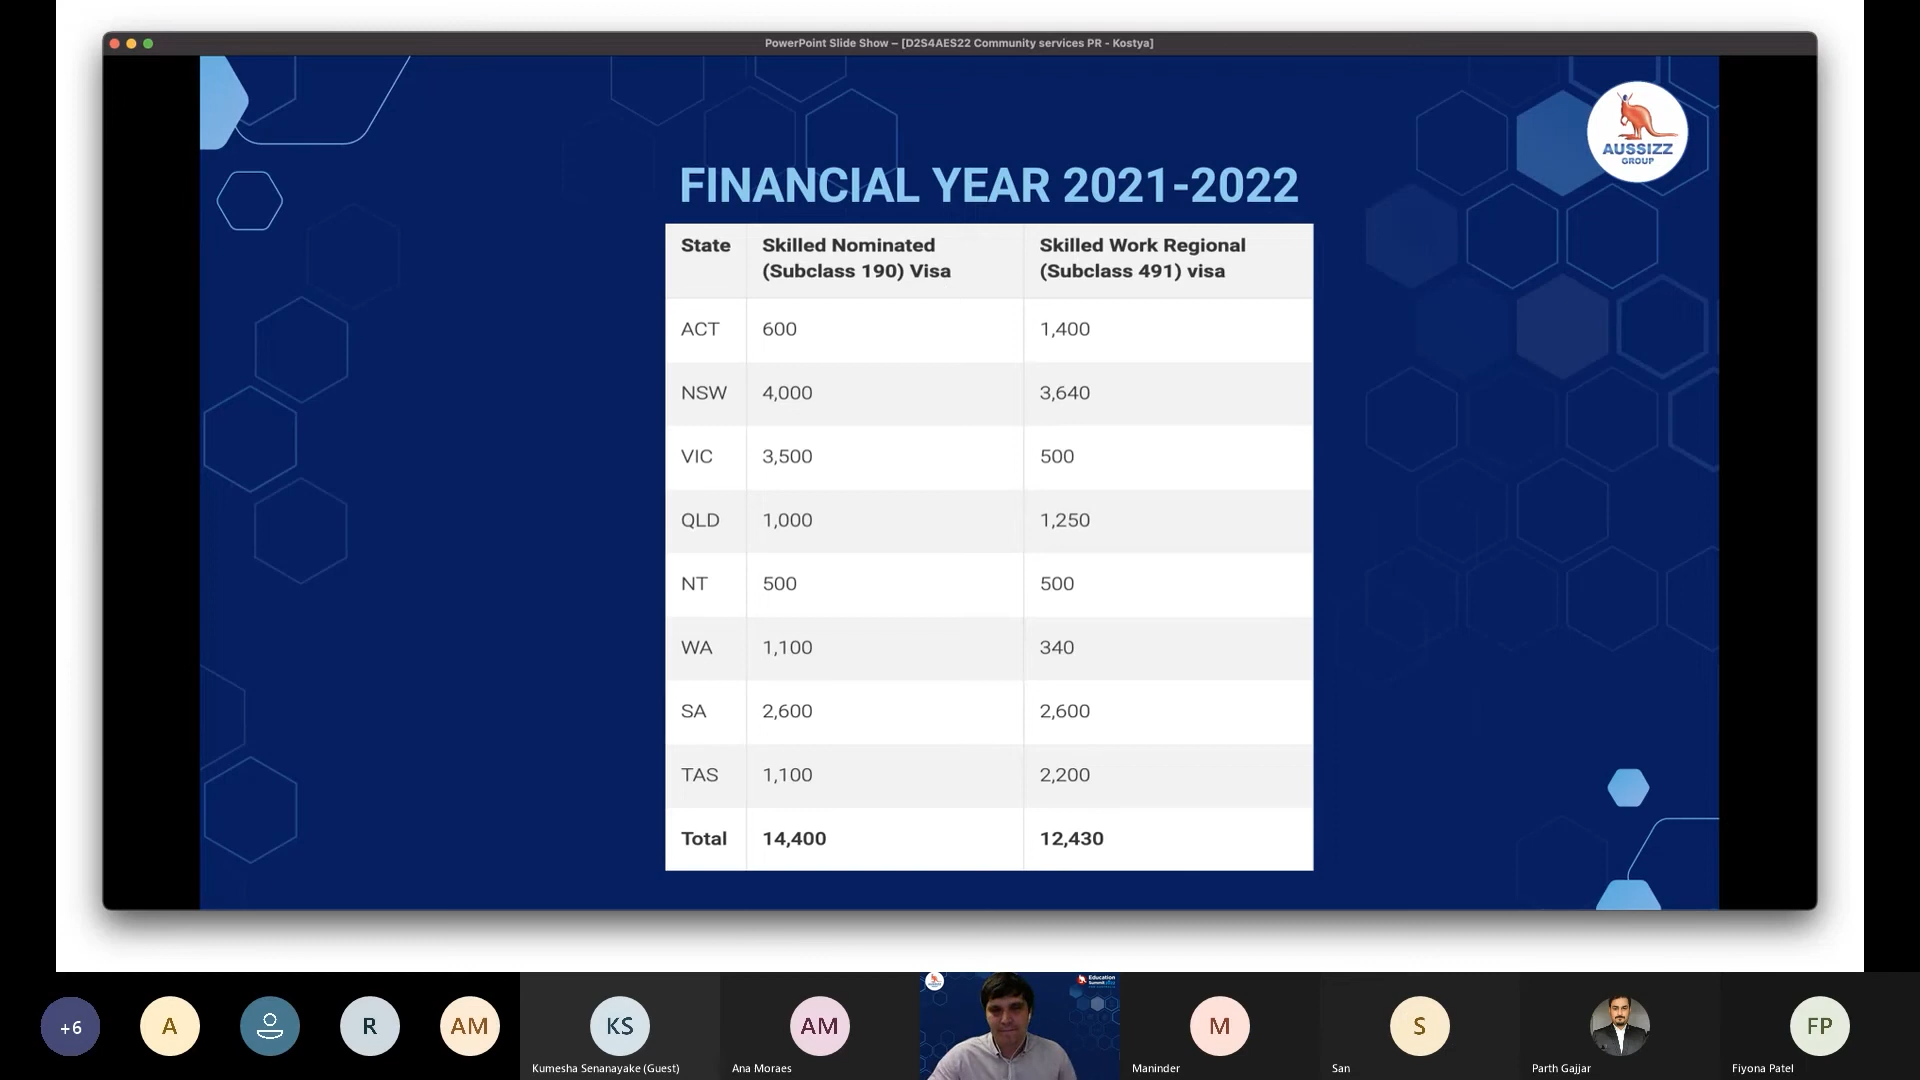 PowerPoint Slide Show – [D2S4AES22 Community services PR - Kostya]
AUSSIZZ
GROUP
FINANCIAL YEAR 2021-2022
State Skilled Nominated (Subclass 190) Visa Skilled Work Regional (Subclass 491) visa
ACT 600 1,400
NSW 4,000 3,640
VIC 3,500 500
QLD 1,000 1,250
NT 500 500
WA 1,100 340
SA 2,600 2,600
TAS 1,100 2,200
Total 14,400 12,430
Education
Summit 2022
+6 A R AM KS AM M S FP
Kumesha Senanayake (Guest) Ana Moraes Maninder San Parth Gajjar Fiyona Patel